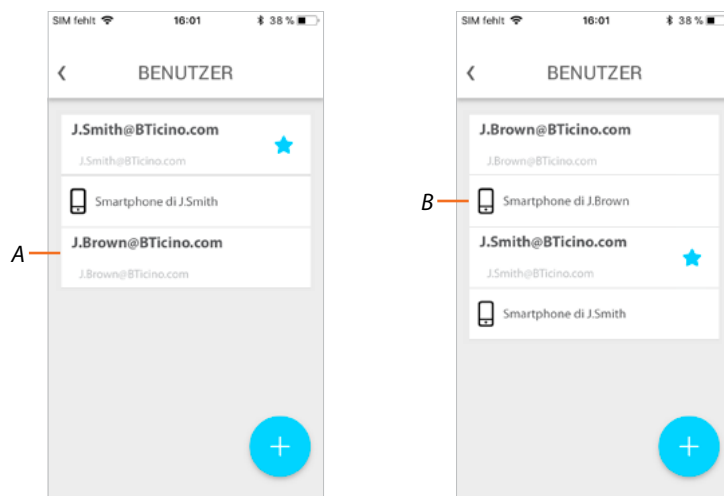 SIM fehlt 16:01 38 %
BENUTZER
J.Smith@BTicino.com
J.Smith@BTicino.com
Smartphone di J.Smith
A
J.Brown@BTicino.com
J.Brown@BTicino.com
+
SIM fehlt 16:01 38 %
BENUTZER
J.Brown@BTicino.com
J.Brown@BTicino.com
B
Smartphone di J.Brown
J.Smith@BTicino.com
J.Smith@BTicino.com
Smartphone di J.Smith
+